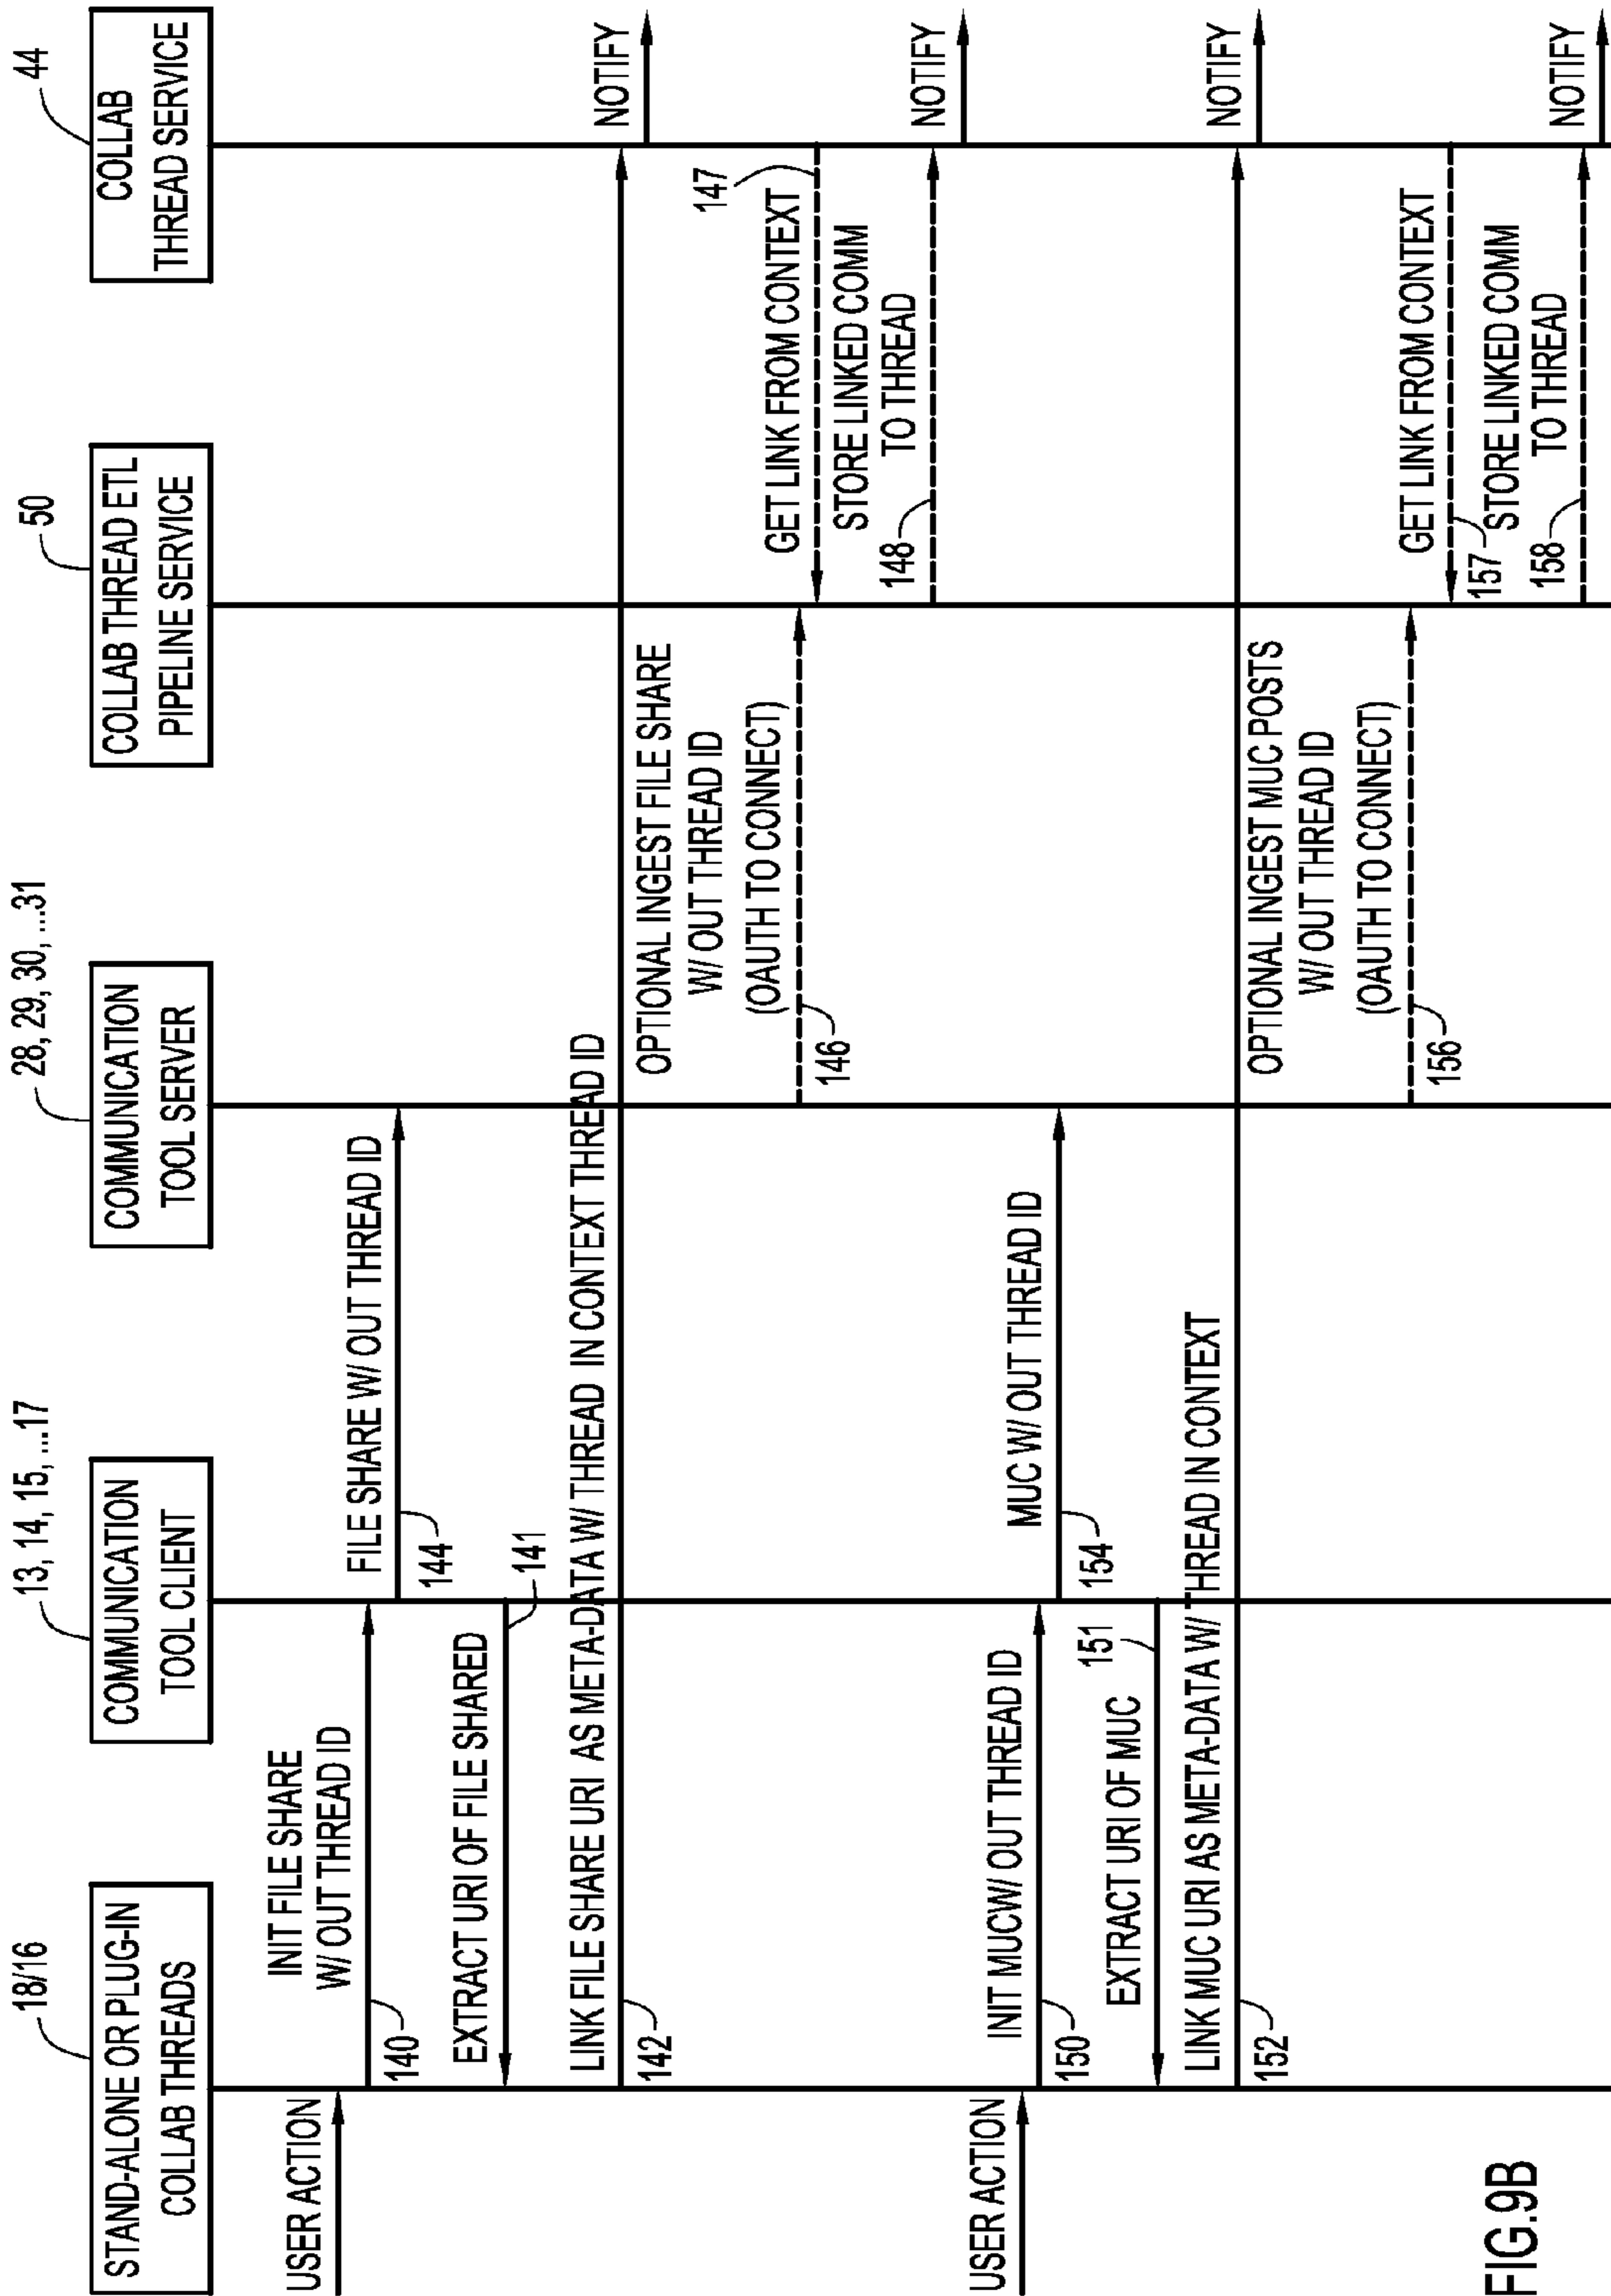 18/16
STAND-ALONE OR PLUG-IN
COLLAB THREADS
13, 14, 15, ...17
COMMUNICATION
TOOL CLIENT
28, 29, 30, ...31
COMMUNICATION
TOOL SERVER
50
COLLAB THREAD ETL
PIPELINE SERVICE
44
COLLAB
THREAD SERVICE
USER ACTION
INIT FILE SHARE
W/ OUT THREAD ID
140
FILE SHARE W/ OUT THREAD ID
144
EXTRACT URI OF FILE SHARED
141
LINK FILE SHARE URI AS META-DATA W/ THREAD IN CONTEXT THREAD ID
142
NOTIFY
OPTIONAL INGEST FILE SHARE
W/ OUT THREAD ID
(OAUTH TO CONNECT)
146
147
GET LINK FROM CONTEXT
STORE LINKED COMM
TO THREAD
148
NOTIFY
USER ACTION
INIT MUCW/ OUT THREAD ID
150
MUC W/ OUT THREAD ID
154
EXTRACT URI OF MUC
151
LINK MUC URI AS META-DATA W/ THREAD IN CONTEXT
152
NOTIFY
OPTIONAL INGEST MUC POSTS
W/ OUT THREAD ID
(OAUTH TO CONNECT)
156
GET LINK FROM CONTEXT
157
STORE LINKED COMM
TO THREAD
158
NOTIFY
FIG.9B